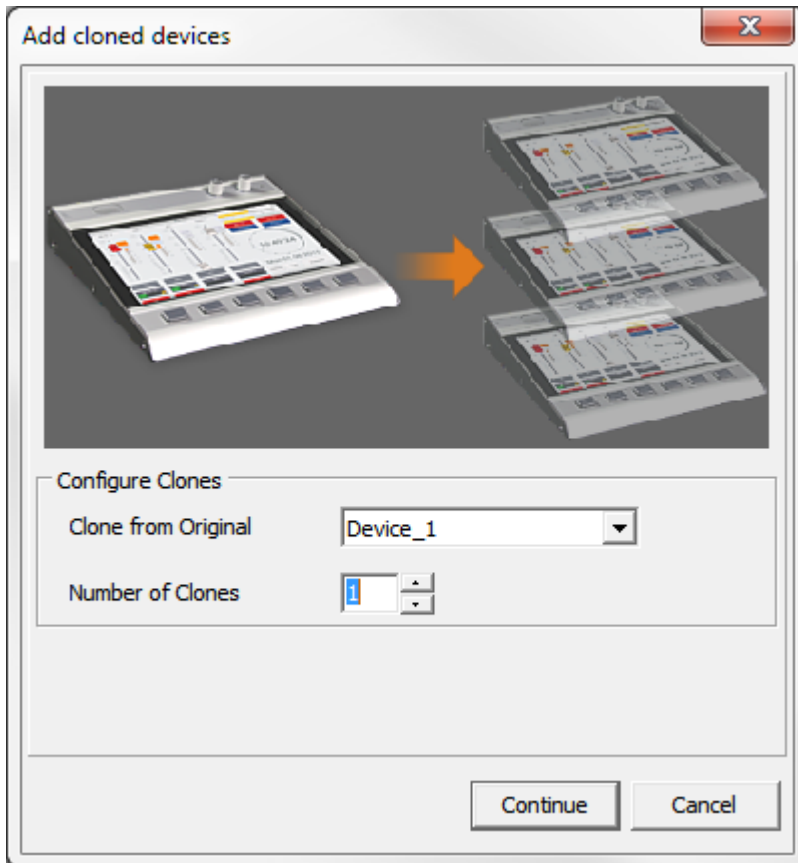 Add cloned devices
Configure Clones
Clone from Original
Device_1
Number of Clones
1
Continue
Cancel